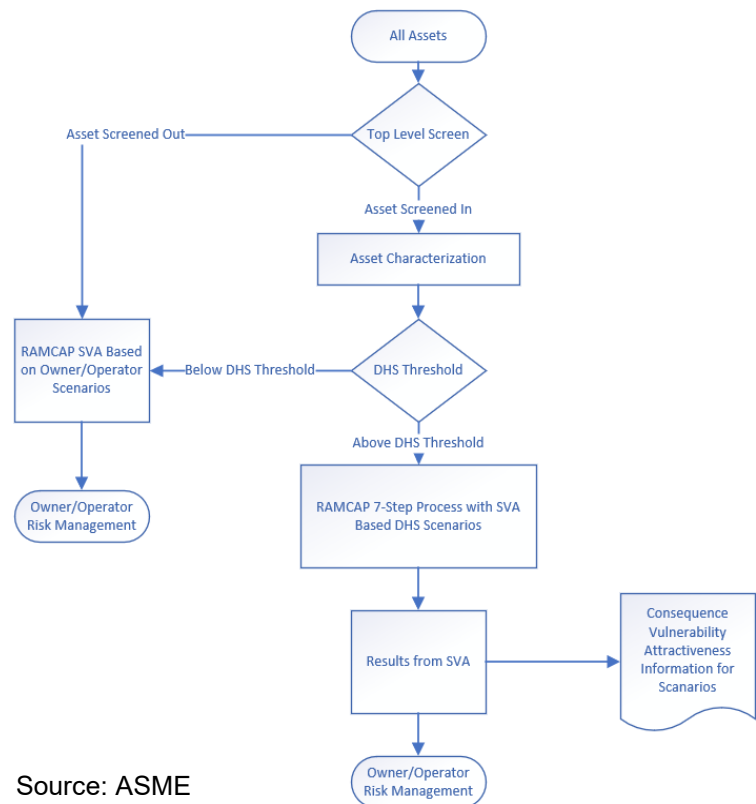 All Assets
Top Level Screen
Asset Screened Out
Asset Screened In
Asset Characterization
RAMCAP SVA Based
on Owner/Operator
Scenarios
Below DHS Threshold
DHS Threshold
Above DHS Threshold
RAMCAP 7-Step Process with SVA
Based DHS Scenarios
Owner/Operator
Risk Management
Results from SVA
Consequence
Vulnerability
Attractiveness
Information for
Scanarios
Owner/Operator
Risk Management
Source: ASME